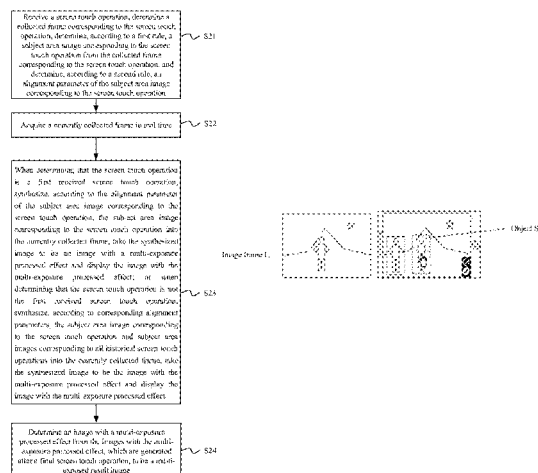 Receive a screen touch operation, determine a
collected frame corresponding to the screen touch
operation, determine, according to a first rule, a
subject area image corresponding to the screen
touch operation from the collected frame
corresponding to the screen touch operation, and
determine, according to a second rule, an
alignment parameter of the subject area image
corresponding to the screen touch operation
S21
Acquire a currently collected frame in real time
S22
When determining that the screen touch operation
is a first received screen touch operation,
synthesize, according to the alignment parameter
of the subject area image corresponding to the
screen touch operation, the subject area image
corresponding to the screen touch operation into
the currently collected frame, take the synthesized
image to be an image with a multi-exposure
processed effect and display the image with the
multi-exposure processed effect; or when
determining that the screen touch operation is not
the first received screen touch operation,
synthesize, according to corresponding alignment
parameters, the subject area image corresponding
to the screen touch operation and subject area
images corresponding to all historical screen touch
operations into the currently collected frame, take
the synthesized image to be the image with the
multi-exposure processed effect and display the
image with the multi-exposure processed effect
S23
Determine an image with a multi-exposure
processed effect from the images with the multi-
exposure processed effect, which are generated
after a final screen touch operation, to be a multi-
exposed result image
S24
Image frame L
Object S